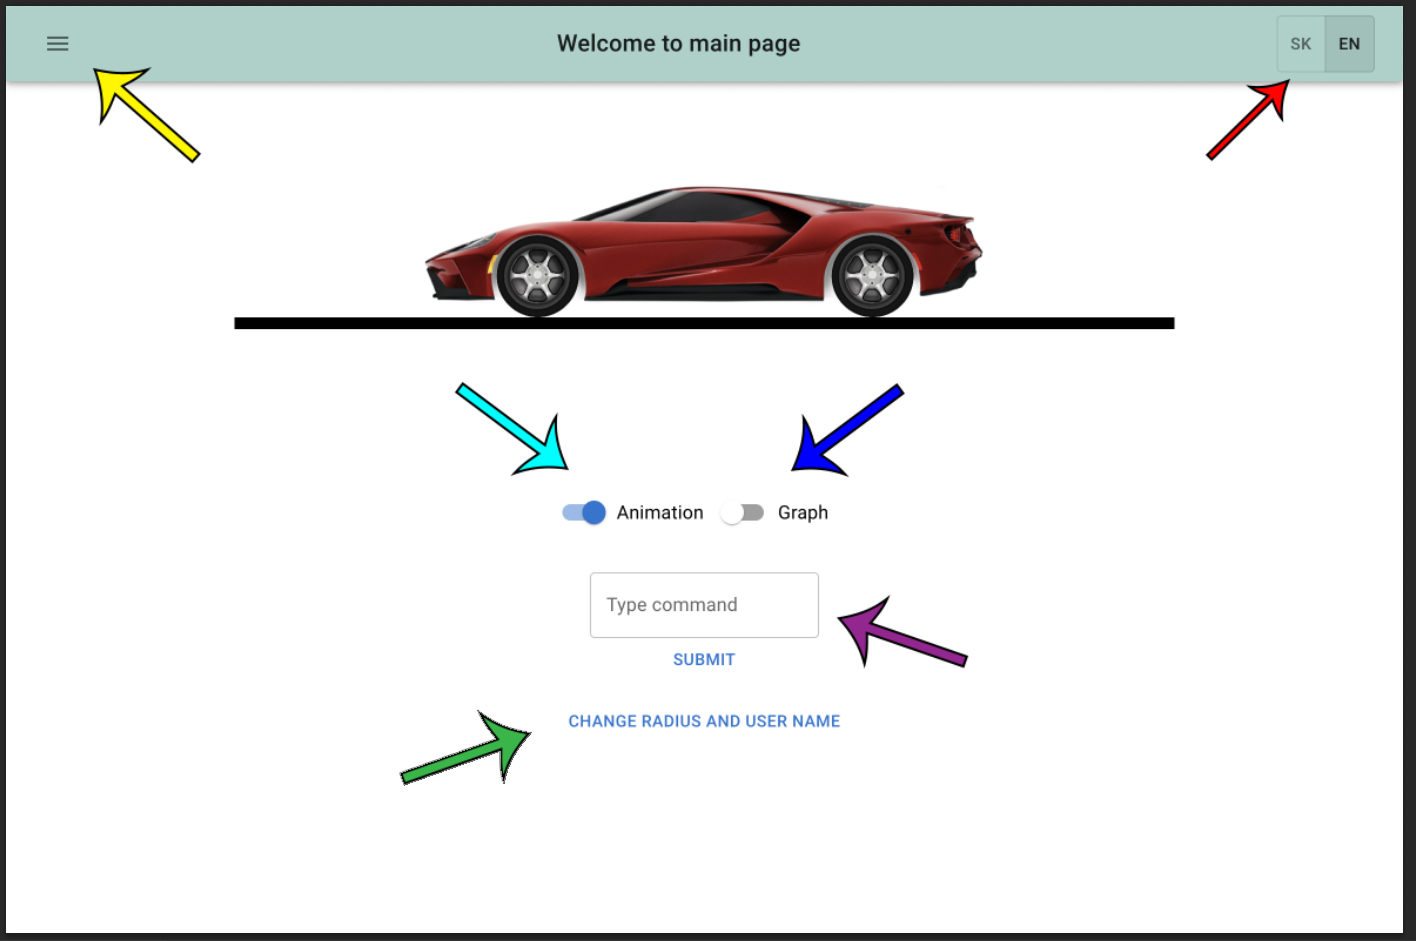 Welcome to main page
SK EN
Animation Graph
Type command
SUBMIT
CHANGE RADIUS AND USER NAME